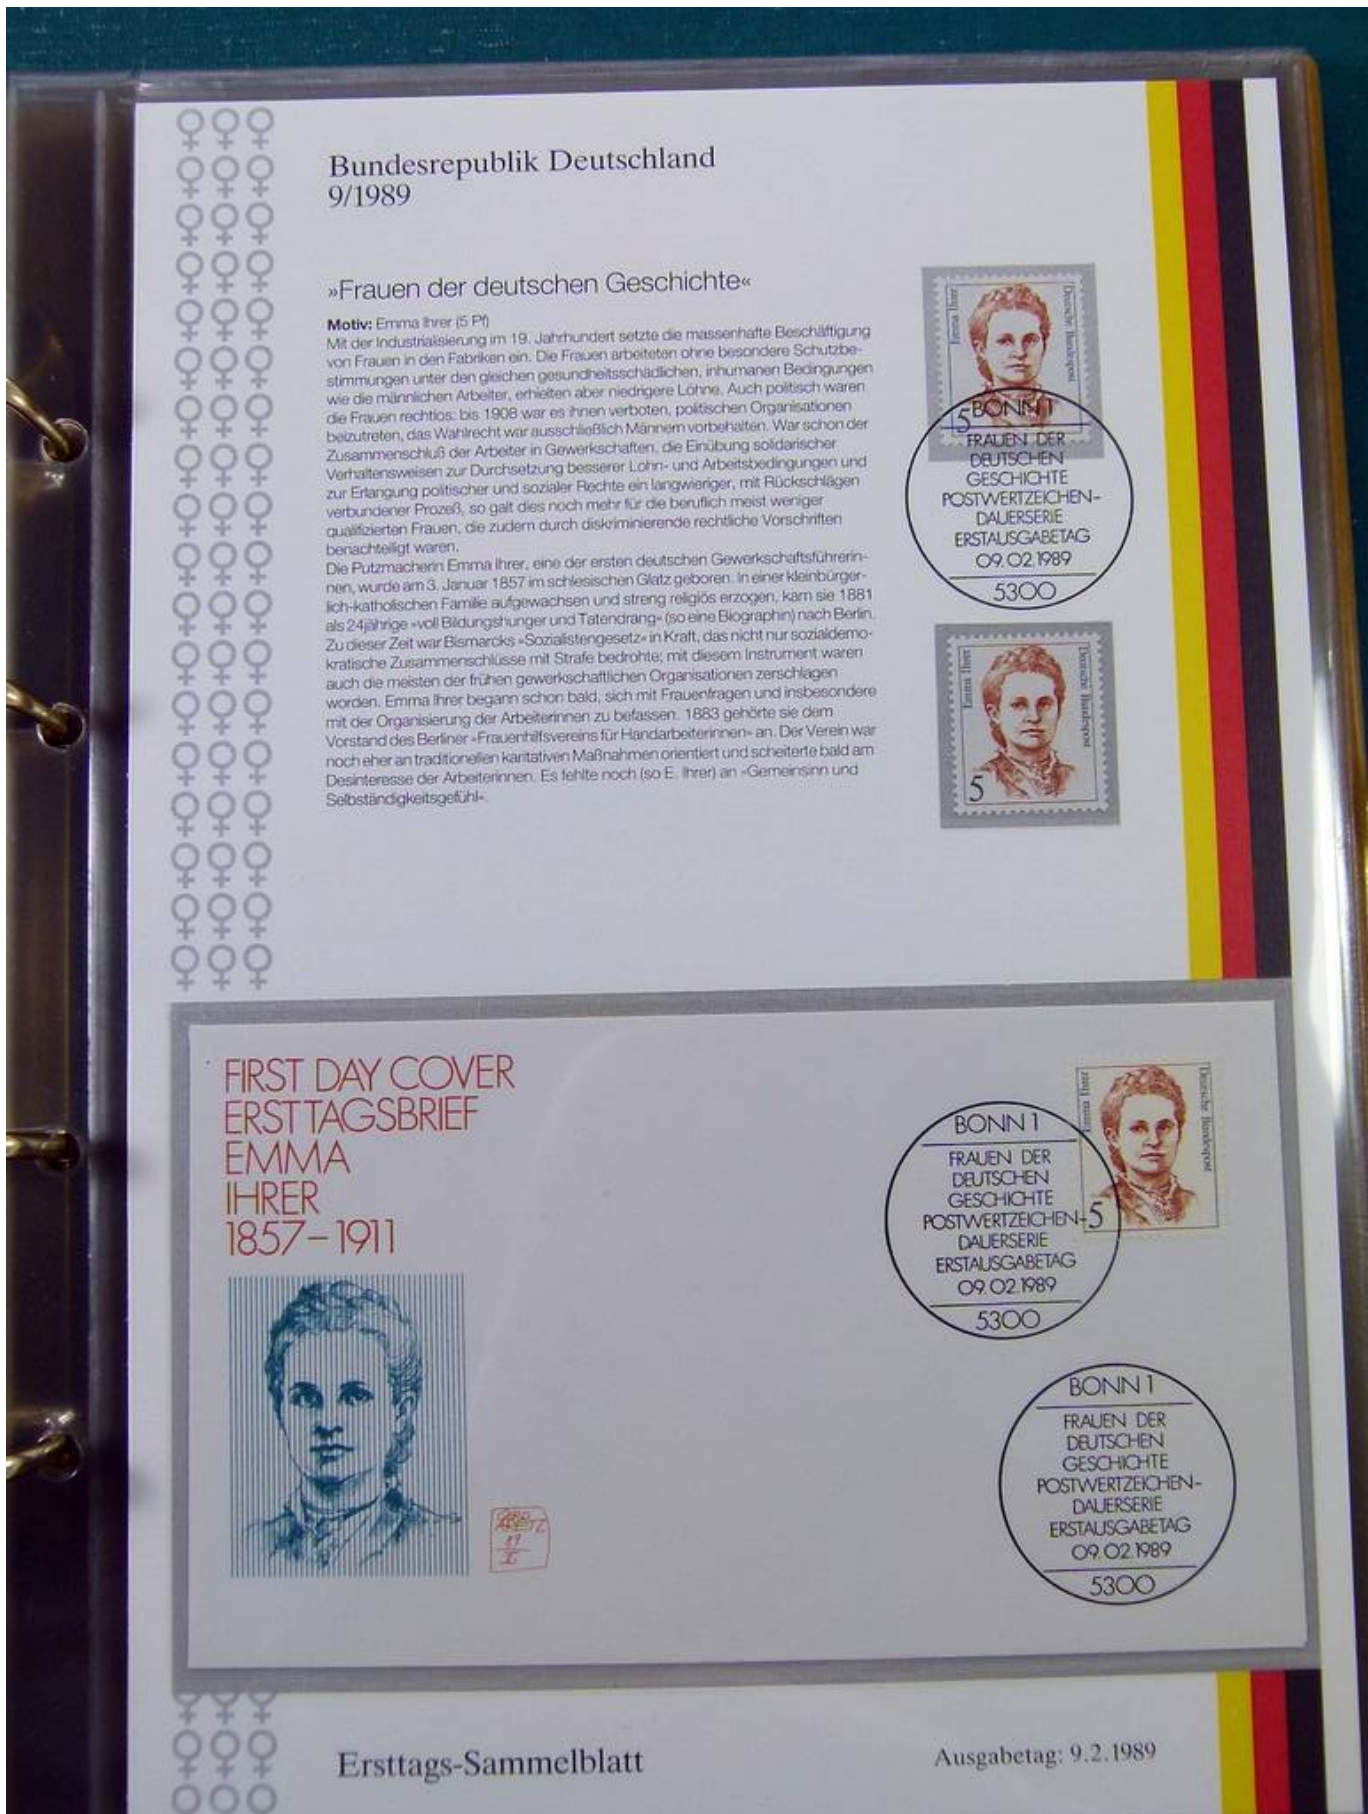 Bundesrepublik Deutschland
9/1989
»Frauen der deutschen Geschichte«
Motiv: Emma Ihrer (5 Pf)
Mit der Industrialisierung im 19. Jahrhundert setzte die massenhafte Beschäftigung
von Frauen in den Fabriken ein. Die Frauen arbeiteten ohne besondere Schutzbe-
stimmungen unter den gleichen gesundheitsschädlichen, inhumanen Bedingungen
wie die männlichen Arbeiter, erhielten aber niedrigere Löhne. Auch politisch waren
die Frauen rechtlos: bis 1908 war es ihnen verboten, politischen Organisationen
beizutreten, das Wahlrecht war ausschließlich Männern vorbehalten. War schon der
Zusammenschluß der Arbeiter in Gewerkschaften, die Einübung solidarischer
Verhaltensweisen zur Durchsetzung besserer Lohn- und Arbeitsbedingungen und
zur Erlangung politischer und sozialer Rechte ein langwieriger, mit Rückschlägen
verbundener Prozeß, so galt dies noch mehr für die beruflich meist weniger
qualifizierten Frauen, die zudem durch diskriminierende rechtliche Vorschriften
benachteiligt waren.
Die Putzmacherin Emma Ihrer, eine der ersten deutschen Gewerkschaftsführerin-
nen, wurde am 3. Januar 1857 im schlesischen Glatz geboren. In einer kleinbürger-
lich-katholischen Familie aufgewachsen und streng religiös erzogen, kam sie 1881
als 24jährige »voll Bildungshunger und Tatendrang« (so eine Biographin) nach Berlin.
Zu dieser Zeit war Bismarcks »Sozialistengesetz« in Kraft, das nicht nur sozialdemo-
kratische Zusammenschlüsse mit Strafe bedrohte; mit diesem Instrument waren
auch die meisten der frühen gewerkschaftlichen Organisationen zerschlagen
worden. Emma Ihrer begann schon bald, sich mit Frauenfragen und insbesondere
mit der Organisierung der Arbeiterinnen zu befassen. 1883 gehörte sie dem
Vorstand des Berliner »Frauenhilfsvereins für Handarbeiterinnen« an. Der Verein war
noch eher an traditionellen karitativen Maßnahmen orientiert und scheiterte bald am
Desinteresse der Arbeiterinnen. Es fehlte noch (so E. Ihrer) an »Gemeinsinn und
Selbständigkeitsgefühl«.
Emma Ihrer
Deutsche Bundespost
5
BONN 1
FRAUEN DER
DEUTSCHEN
GESCHICHTE
POSTWERTZEICHEN-
DAUERSERIE
ERSTAUSGABETAG
09.02.1989
5300
Emma Ihrer
Deutsche Bundespost
5
FIRST DAY COVER
ERSTTAGSBRIEF
EMMA
IHRER
1857–1911
Emma Ihrer
Deutsche Bundespost
5
BONN 1
FRAUEN DER
DEUTSCHEN
GESCHICHTE
POSTWERTZEICHEN-
DAUERSERIE
ERSTAUSGABETAG
09.02.1989
5300
BONN 1
FRAUEN DER
DEUTSCHEN
GESCHICHTE
POSTWERTZEICHEN-
DAUERSERIE
ERSTAUSGABETAG
09.02.1989
5300
Ersttags-Sammelblatt
Ausgabetag: 9.2.1989